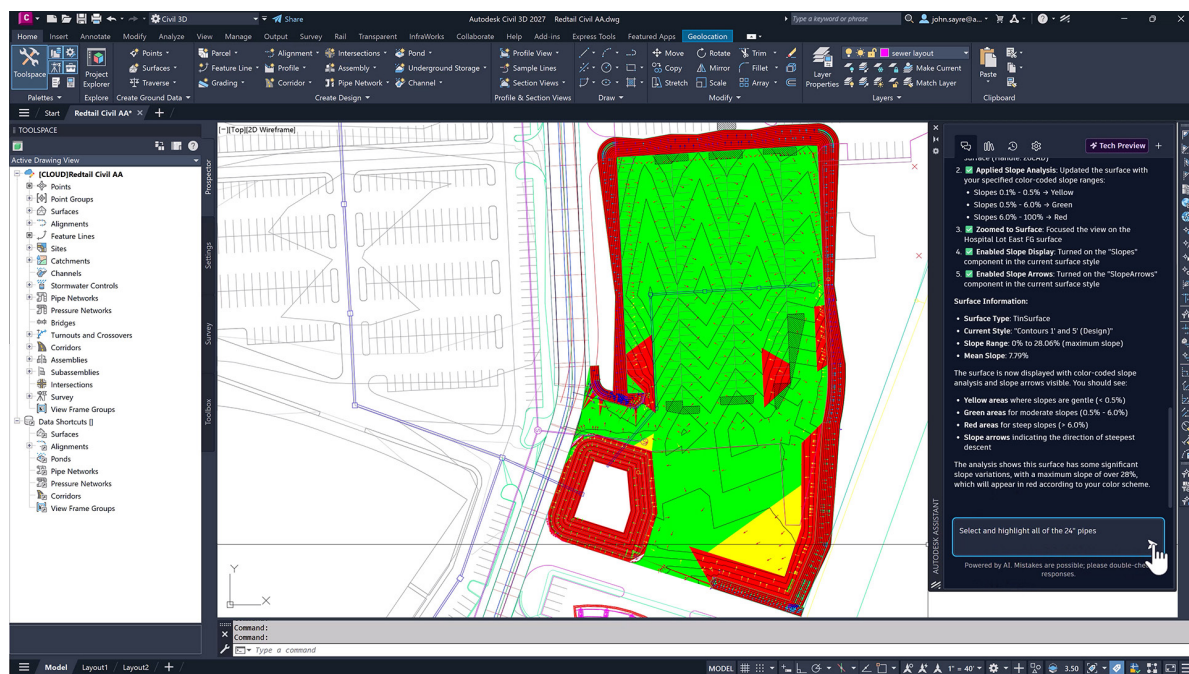 C Civil 3D Share Autodesk Civil 3D 2027 Redtail Civil AA.dwg Type a keyword or phrase john.sayre@a...
Home Insert Annotate Modify Analyze View Manage Output Survey Rail Transparent InfraWorks Collaborate Help Add-ins Express Tools Featured Apps Geolocation
Points Parcel Alignment Intersections Pond Profile View Move Rotate Trim sewer layout
Toolspace Project Explorer Surfaces Feature Line Profile Assembly Underground Storage Sample Lines Copy Mirror Fillet Layer Properties Make Current Paste
Traverse Grading Corridor Pipe Network Channel Section Views Stretch Scale Array Match Layer
Palettes Explore Create Ground Data Create Design Profile & Section Views Draw Modify Layers Clipboard
Start Redtail Civil AA*
TOOLSPACE
Active Drawing View
[CLOUD]Redtail Civil AA
Points
Point Groups
Surfaces
Alignments
Feature Lines
Sites
Catchments
Channels
Stormwater Controls
Pipe Networks
Pressure Networks
Bridges
Turnouts and Crossovers
Corridors
Assemblies
Subassemblies
Intersections
Survey
View Frame Groups
Data Shortcuts []
Surfaces
Alignments
Ponds
Pipe Networks
Pressure Networks
Corridors
View Frame Groups
Prospector
Settings
Survey
Toolbox
[−][Top][2D Wireframe]
Y
X
Command:
Command:
Type a command
Tech Preview
2. Applied Slope Analysis: Updated the surface with
your specified color-coded slope ranges:
• Slopes 0.1% - 0.5% → Yellow
• Slopes 0.5% - 6.0% → Green
• Slopes 6.0% - 100% → Red
3. Zoomed to Surface: Focused the view on the
Hospital Lot East FG surface
4. Enabled Slope Display: Turned on the "Slopes"
component in the current surface style
5. Enabled Slope Arrows: Turned on the "SlopeArrows"
component in the current surface style
Surface Information:
• Surface Type: TinSurface
• Current Style: "Contours 1' and 5' (Design)"
• Slope Range: 0% to 28.06% (maximum slope)
• Mean Slope: 7.79%
The surface is now displayed with color-coded slope
analysis and slope arrows visible. You should see:
• Yellow areas where slopes are gentle (< 0.5%)
• Green areas for moderate slopes (0.5% - 6.0%)
• Red areas for steep slopes (> 6.0%)
• Slope arrows indicating the direction of steepest
descent
The analysis shows this surface has some significant
slope variations, with a maximum slope of over 28%,
which will appear in red according to your color scheme.
Select and highlight all of the 24" pipes
Powered by AI. Mistakes are possible; please double-chec
responses.
AUTODESK ASSISTANT
Model Layout1 Layout2 MODEL 1" = 40' 3.50